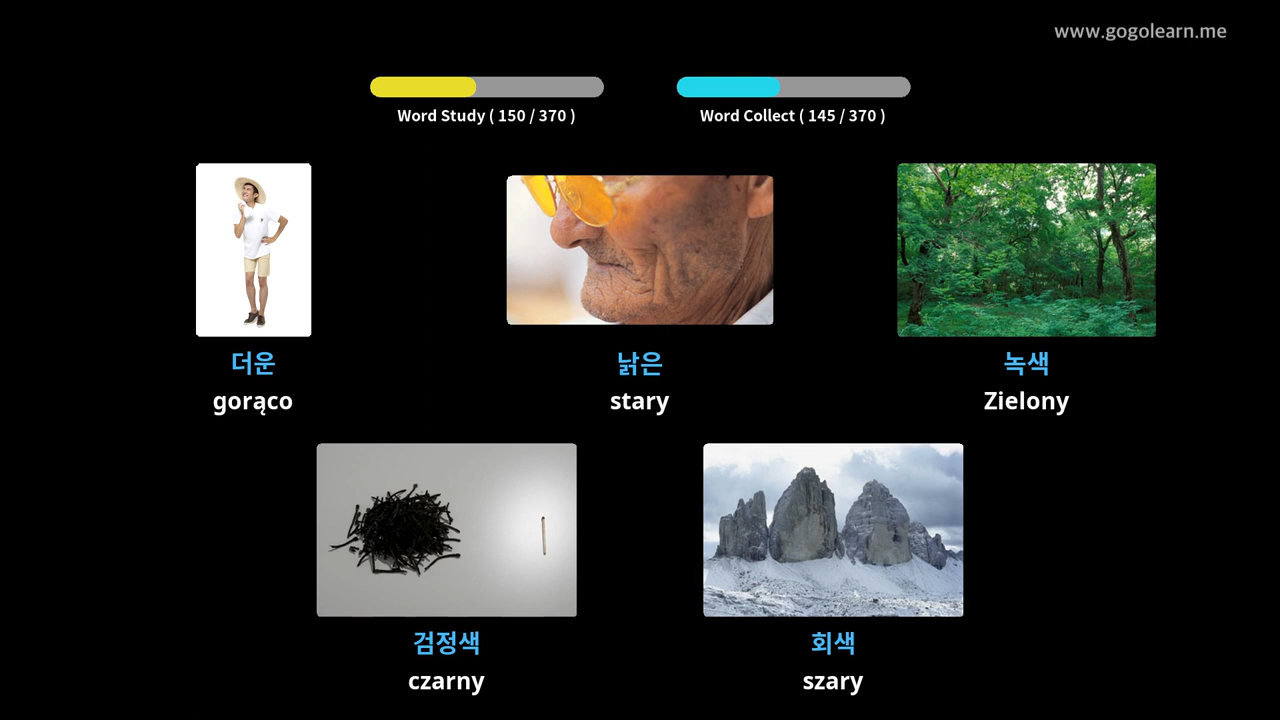 www.gogolearn.me
Word Study ( 150 / 370 )
Word Collect ( 145 / 370 )
더운
gorąco
낡은
stary
녹색
Zielony
검정색
czarny
회색
szary